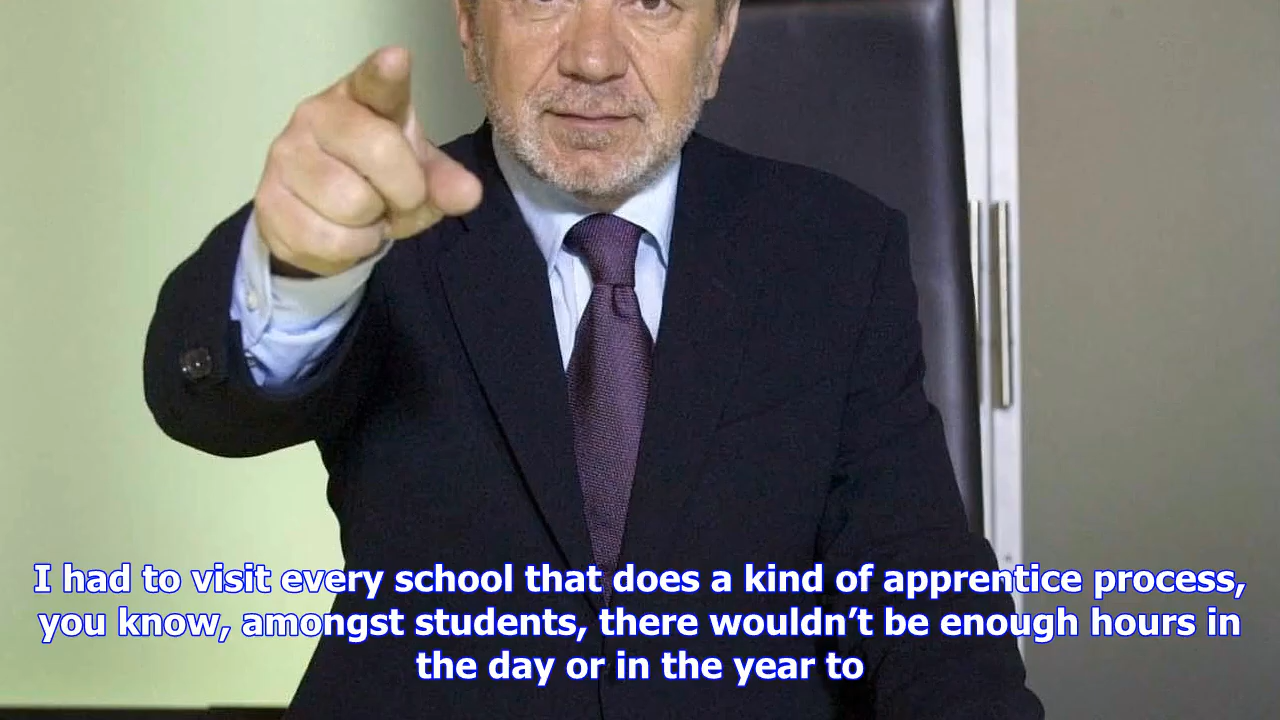 I had to visit every school that does a kind of apprentice process,
you know, amongst students, there wouldn’t be enough hours in
the day or in the year to